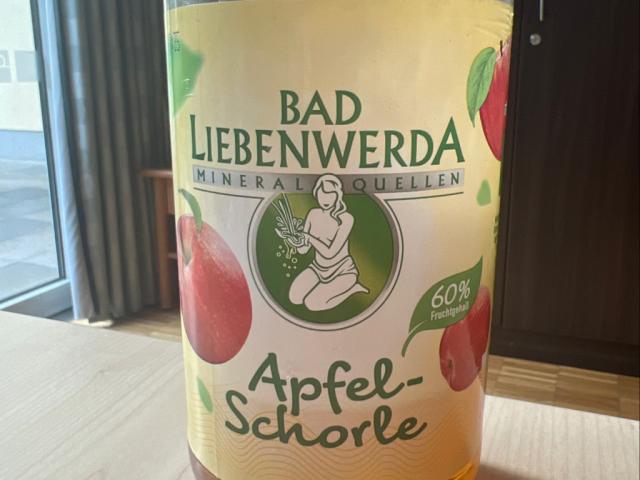 BAD
LIEBENWERDA
MINERAL QUELLEN
60%
Fruchtgehalt
Apfel-
Schorle